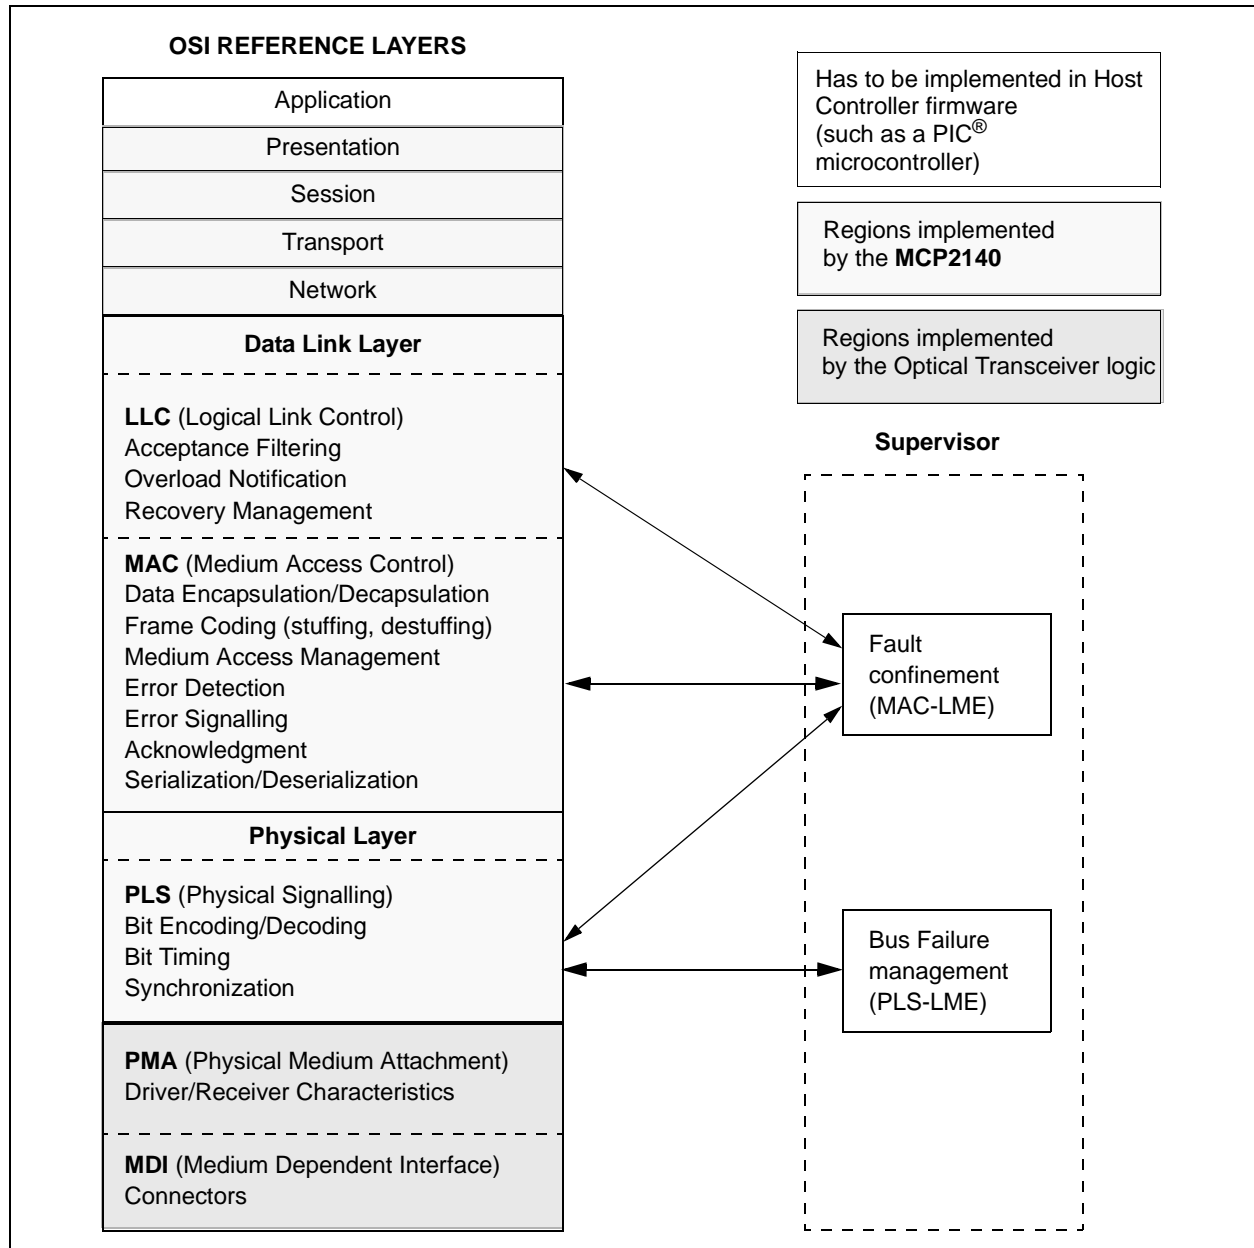 OSI REFERENCE LAYERS
Application
Presentation
Session
Transport
Network
Data Link Layer
LLC (Logical Link Control)
Acceptance Filtering
Overload Notification
Recovery Management
MAC (Medium Access Control)
Data Encapsulation/Decapsulation
Frame Coding (stuffing, destuffing)
Medium Access Management
Error Detection
Error Signalling
Acknowledgment
Serialization/Deserialization
Physical Layer
PLS (Physical Signalling)
Bit Encoding/Decoding
Bit Timing
Synchronization
PMA (Physical Medium Attachment)
Driver/Receiver Characteristics
MDI (Medium Dependent Interface)
Connectors
Has to be implemented in Host
Controller firmware
(such as a PIC®
microcontroller)
Regions implemented
by the MCP2140
Regions implemented
by the Optical Transceiver logic
Supervisor
Fault
confinement
(MAC-LME)
Bus Failure
management
(PLS-LME)